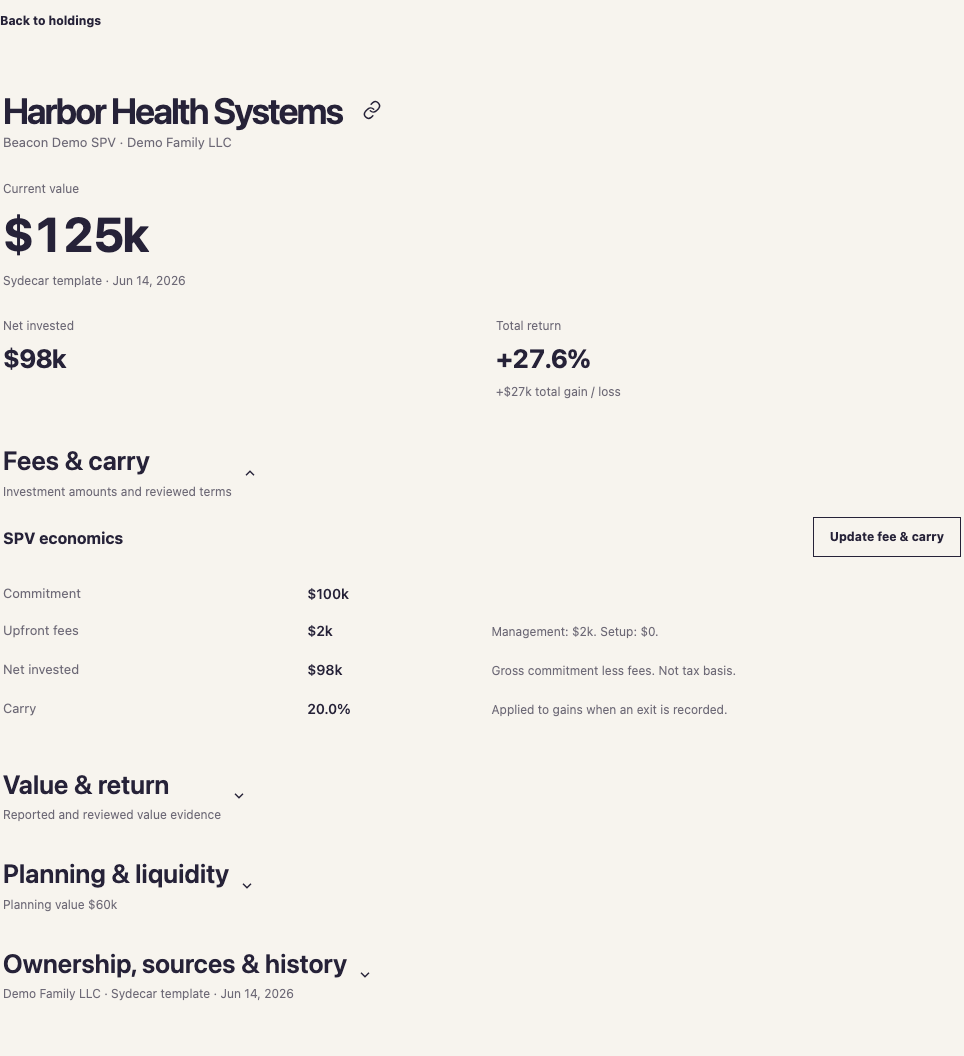 Back to holdings
Harbor Health Systems
Beacon Demo SPV · Demo Family LLC
Current value
$125k
Sydecar template · Jun 14, 2026
Net invested
$98k
Total return
+27.6%
+$27k total gain / loss
Fees & carry
Investment amounts and reviewed terms
SPV economics
Update fee & carry
Commitment $100k
Upfront fees $2k Management: $2k. Setup: $0.
Net invested $98k Gross commitment less fees. Not tax basis.
Carry 20.0% Applied to gains when an exit is recorded.
Value & return
Reported and reviewed value evidence
Planning & liquidity
Planning value $60k
Ownership, sources & history
Demo Family LLC · Sydecar template · Jun 14, 2026